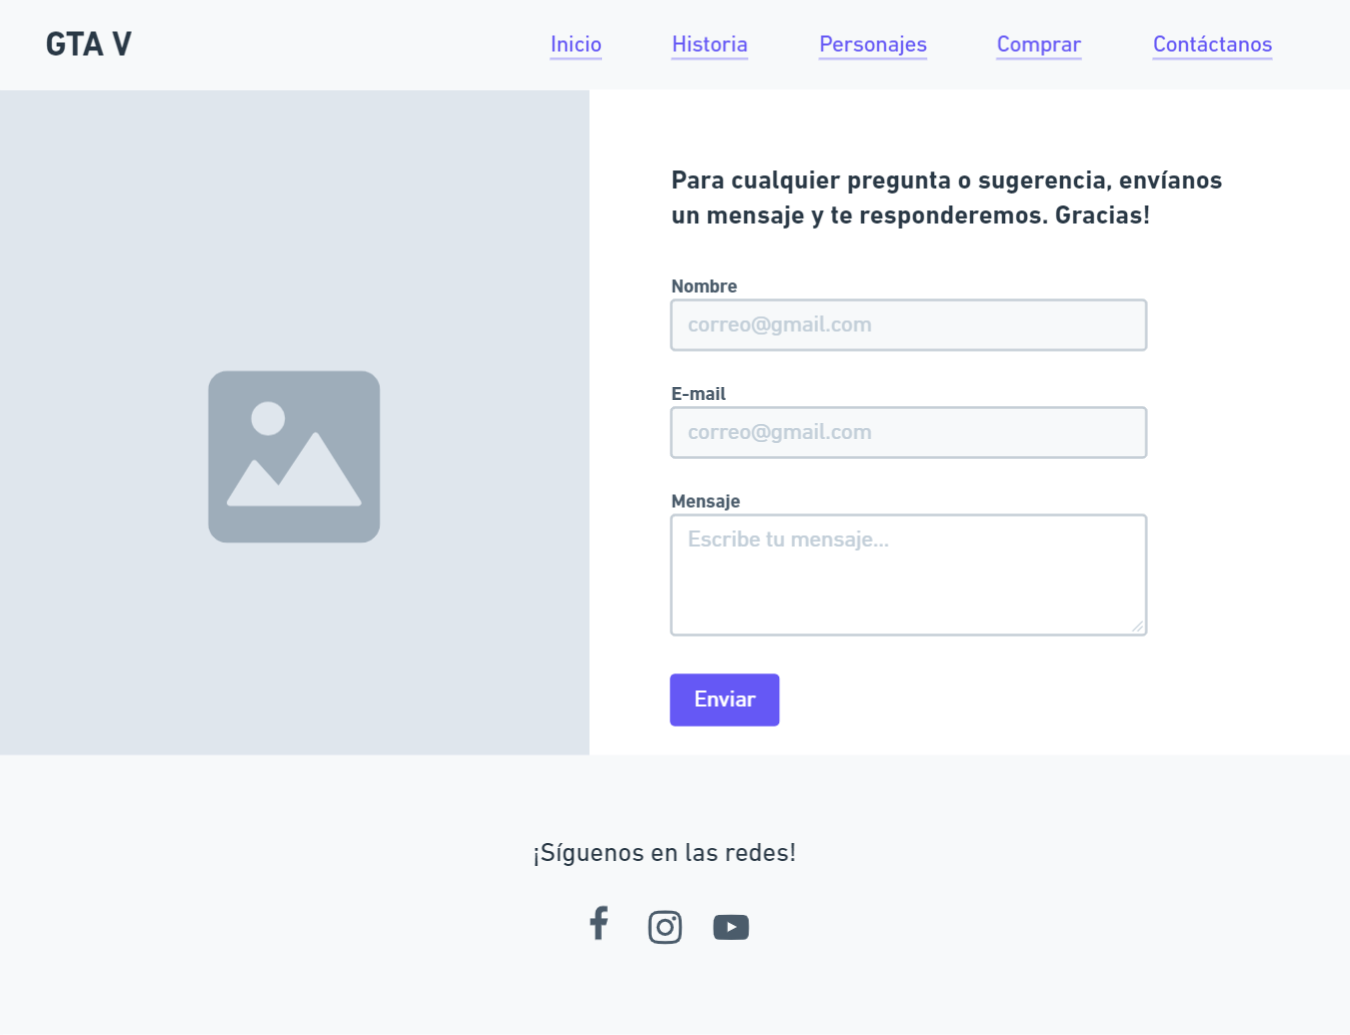 GTA V
Inicio Historia Personajes Comprar Contáctanos
Para cualquier pregunta o sugerencia, envíanos
un mensaje y te responderemos. Gracias!
Nombre
correo@gmail.com
E-mail
correo@gmail.com
Mensaje
Escribe tu mensaje...
Enviar
¡Síguenos en las redes!